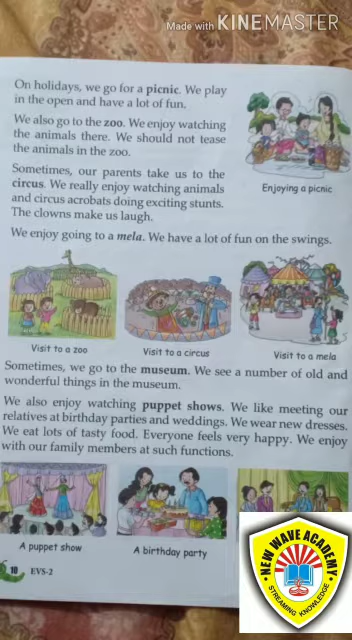 Made with KINEMASTER
On holidays, we go for a picnic. We play
in the open and have a lot of fun.
We also go to the zoo. We enjoy watching
the animals there. We should not tease
the animals in the zoo.
Sometimes, our parents take us to the
circus. We really enjoy watching animals
and circus acrobats doing exciting stunts.
The clowns make us laugh.
Enjoying a picnic
We enjoy going to a mela. We have a lot of fun on the swings.
Visit to a zoo
Visit to a circus
Visit to a mela
Sometimes, we go to the museum. We see a number of old and
wonderful things in the museum.
We also enjoy watching puppet shows. We like meeting our
relatives at birthday parties and weddings. We wear new dresses.
We eat lots of tasty food. Everyone feels very happy. We enjoy
with our family members at such functions.
A puppet show
A birthday party
10 EVS-2
NEW WAVE ACADEMY
STREAMING KNOWLEDGE